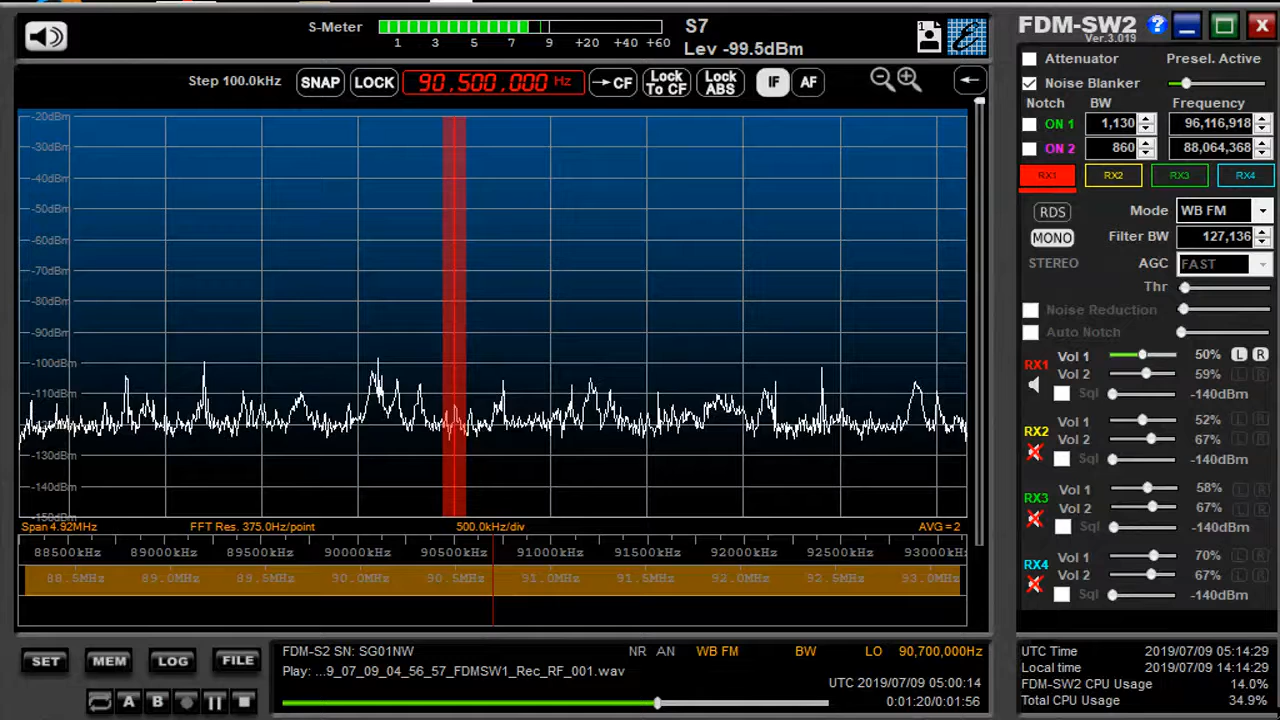 S-Meter
1 3 5 7 9 +20 +40 +60
S7
Lev -99.5dBm
1
FDM-SW2
Ver.3.019
?
X
Step 100.0kHz
SNAP
LOCK
90,500,000 Hz
→CF
Lock To CF
Lock ABS
IF
AF
-20dBm
-30dBm
-40dBm
-50dBm
-60dBm
-70dBm
-80dBm
-90dBm
-100dBm
-110dBm
-120dBm
-130dBm
-140dBm
-150dBm
Span 4.92MHz
FFT Res. 375.0Hz/point
500.0kHz/div
AVG = 2
88500kHz 89000kHz 89500kHz 90000kHz 90500kHz 91000kHz 91500kHz 92000kHz 92500kHz 93000kHz
88.5MHz 89.0MHz 89.5MHz 90.0MHz 90.5MHz 91.0MHz 91.5MHz 92.0MHz 92.5MHz 93.0MHz
Attenuator
Presel. Active
Noise Blanker
Notch BW Frequency
ON 1 1,130 96,116,918
ON 2 860 88,064,368
RX1 RX2 RX3 RX4
RDS Mode WB FM
MONO Filter BW 127,136
STEREO AGC FAST
Thr
Noise Reduction
Auto Notch
RX1
Vol 1 50% L R
Vol 2 59% L R
Sql -140dBm
RX2
Vol 1 52% L R
Vol 2 67% L R
Sql -140dBm
RX3
Vol 1 58% L R
Vol 2 67% L R
Sql -140dBm
RX4
Vol 1 70% L R
Vol 2 67% L R
Sql -140dBm
SET MEM LOG FILE
A B
FDM-S2 SN: SG01NW
NR AN WB FM BW LO 90,700,000Hz
Play: ...9_07_09_04_56_57_FDMSW1_Rec_RF_001.wav
UTC 2019/07/09 05:00:14
0:01:20/0:01:56
UTC Time 2019/07/09 05:14:29
Local time 2019/07/09 14:14:29
FDM-SW2 CPU Usage 14.0%
Total CPU Usage 34.9%